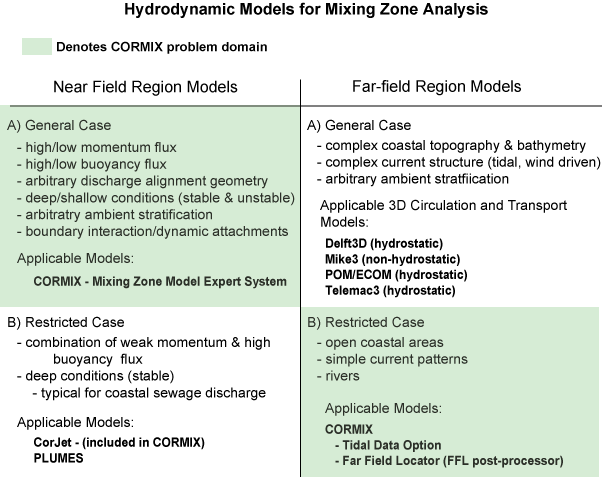 Hydrodynamic Models for Mixing Zone Analysis
Denotes CORMIX problem domain
Near Field Region Models
A) General Case
- high/low momentum flux
- high/low buoyancy flux
- arbitrary discharge alignment geometry
- deep/shallow conditions (stable & unstable)
- arbitratry ambient stratification
- boundary interaction/dynamic attachments
Applicable Models:
CORMIX - Mixing Zone Model Expert System
B) Restricted Case
- combination of weak momentum & high
buoyancy flux
- deep conditions (stable)
- typical for coastal sewage discharge
Applicable Models:
CorJet - (included in CORMIX)
PLUMES
Far-field Region Models
A) General Case
- complex coastal topography & bathymetry
- complex current structure (tidal, wind driven)
- arbitrary ambient stratfiication
Applicable 3D Circulation and Transport
Models:
Delft3D (hydrostatic)
Mike3 (non-hydrostatic)
POM/ECOM (hydrostatic)
Telemac3 (hydrostatic)
B) Restricted Case
- open coastal areas
- simple current patterns
- rivers
Applicable Models:
CORMIX
- Tidal Data Option
- Far Field Locator (FFL post-processor)